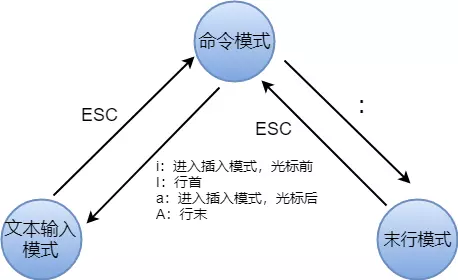 命令模式
ESC
:
ESC
i：进入插入模式，光标前
I：行首
a：进入插入模式，光标后
A：行末
文本输入
模式
末行模式